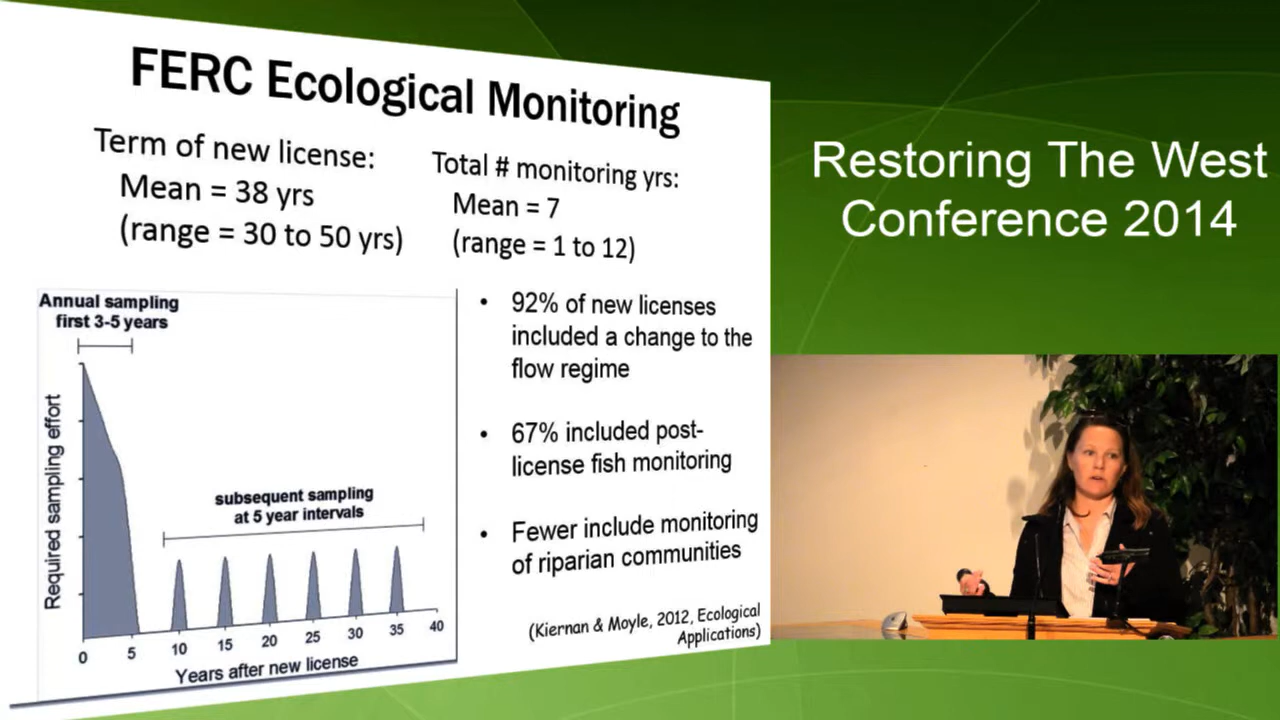 FERC Ecological Monitoring
Term of new license:
Mean = 38 yrs
(range = 30 to 50 yrs)
Total # monitoring yrs:
Mean = 7
(range = 1 to 12)
Annual sampling
first 3-5 years
Required sampling effort
subsequent sampling
at 5 year intervals
0 5 10 15 20 25 30 35 40
Years after new license
• 92% of new licenses
included a change to the
flow regime
• 67% included post-
license fish monitoring
• Fewer include monitoring
of riparian communities
(Kiernan & Moyle, 2012, Ecological
Applications)
Restoring The West
Conference 2014